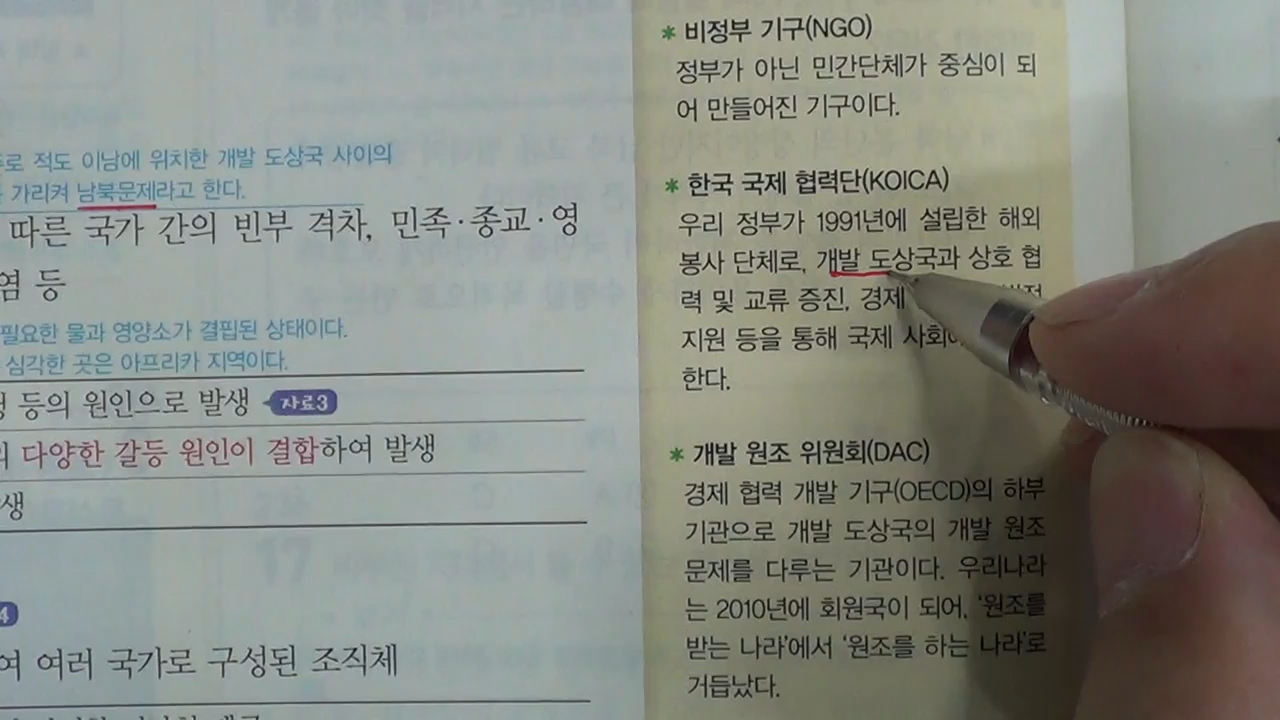 주로 적도 이남에 위치한 개발 도상국 사이의
가리켜 남북문제라고 한다.
따른 국가 간의 빈부 격차, 민족·종교·영
염 등
필요한 물과 영양소가 결핍된 상태이다.
심각한 곳은 아프리카 지역이다.
등의 원인으로 발생 자료3
다양한 갈등 원인이 결합하여 발생
생
4
여 여러 국가로 구성된 조직체
* 비정부 기구(NGO)
정부가 아닌 민간단체가 중심이 되
어 만들어진 기구이다.
* 한국 국제 협력단(KOICA)
우리 정부가 1991년에 설립한 해외
봉사 단체로, 개발 도상국과 상호 협
력 및 교류 증진, 경제
지원 등을 통해 국제 사회에
한다.
* 개발 원조 위원회(DAC)
경제 협력 개발 기구(OECD)의 하부
기관으로 개발 도상국의 개발 원조
문제를 다루는 기관이다. 우리나라
는 2010년에 회원국이 되어, '원조를
받는 나라'에서 '원조를 하는 나라'로
거듭났다.